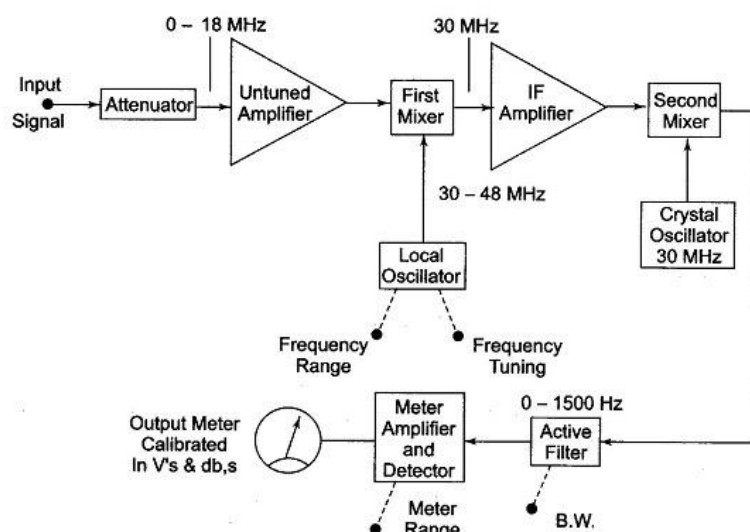 0 – 18 MHz
30 MHz
Input
Signal
Attenuator
Untuned
Amplifier
First
Mixer
IF
Amplifier
Second
Mixer
30 – 48 MHz
Crystal
Oscillator
30 MHz
Local
Oscillator
Frequency
Range
Frequency
Tuning
Output Meter
Calibrated
In V's & db,s
Meter
Amplifier
and
Detector
0 – 1500 Hz
Active
Filter
Meter
Range
B.W.